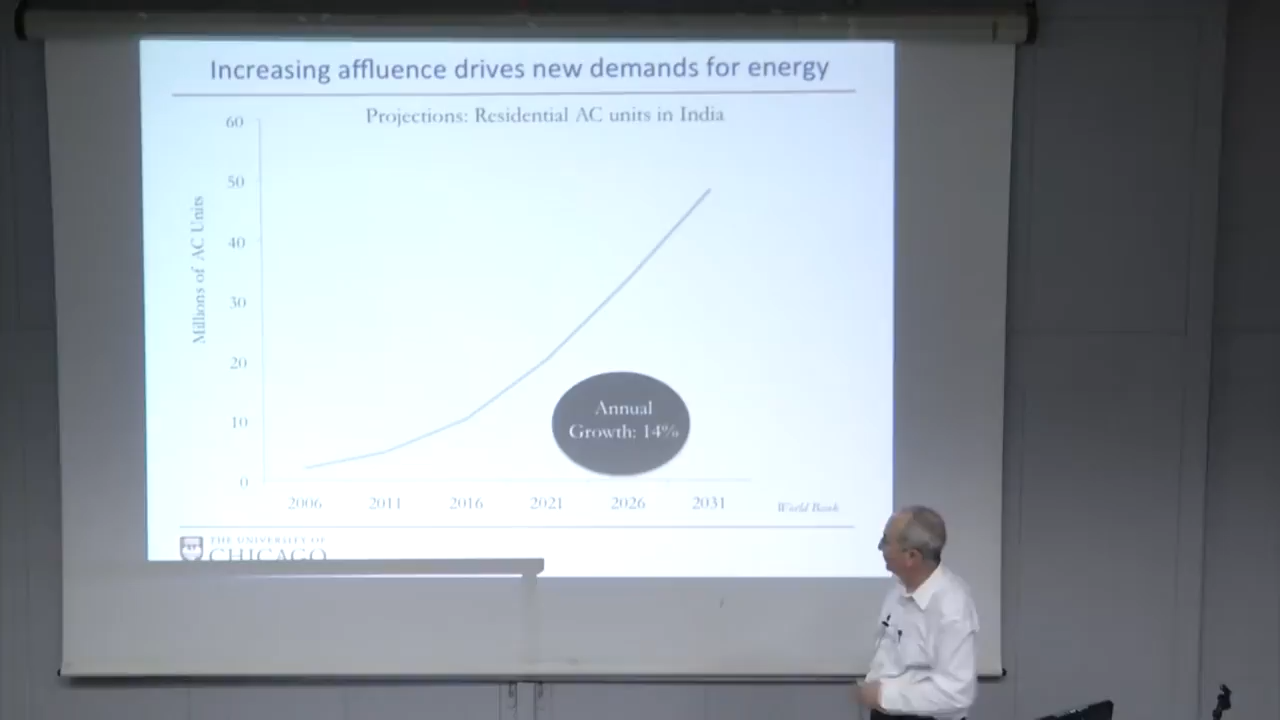 Increasing affluence drives new demands for energy
Projections: Residential AC units in India
Millions of AC Units
60
50
40
30
20
10
0
Annual
Growth: 14%
2006 2011 2016 2021 2026 2031
World Bank
THE UNIVERSITY OF
CHICAGO